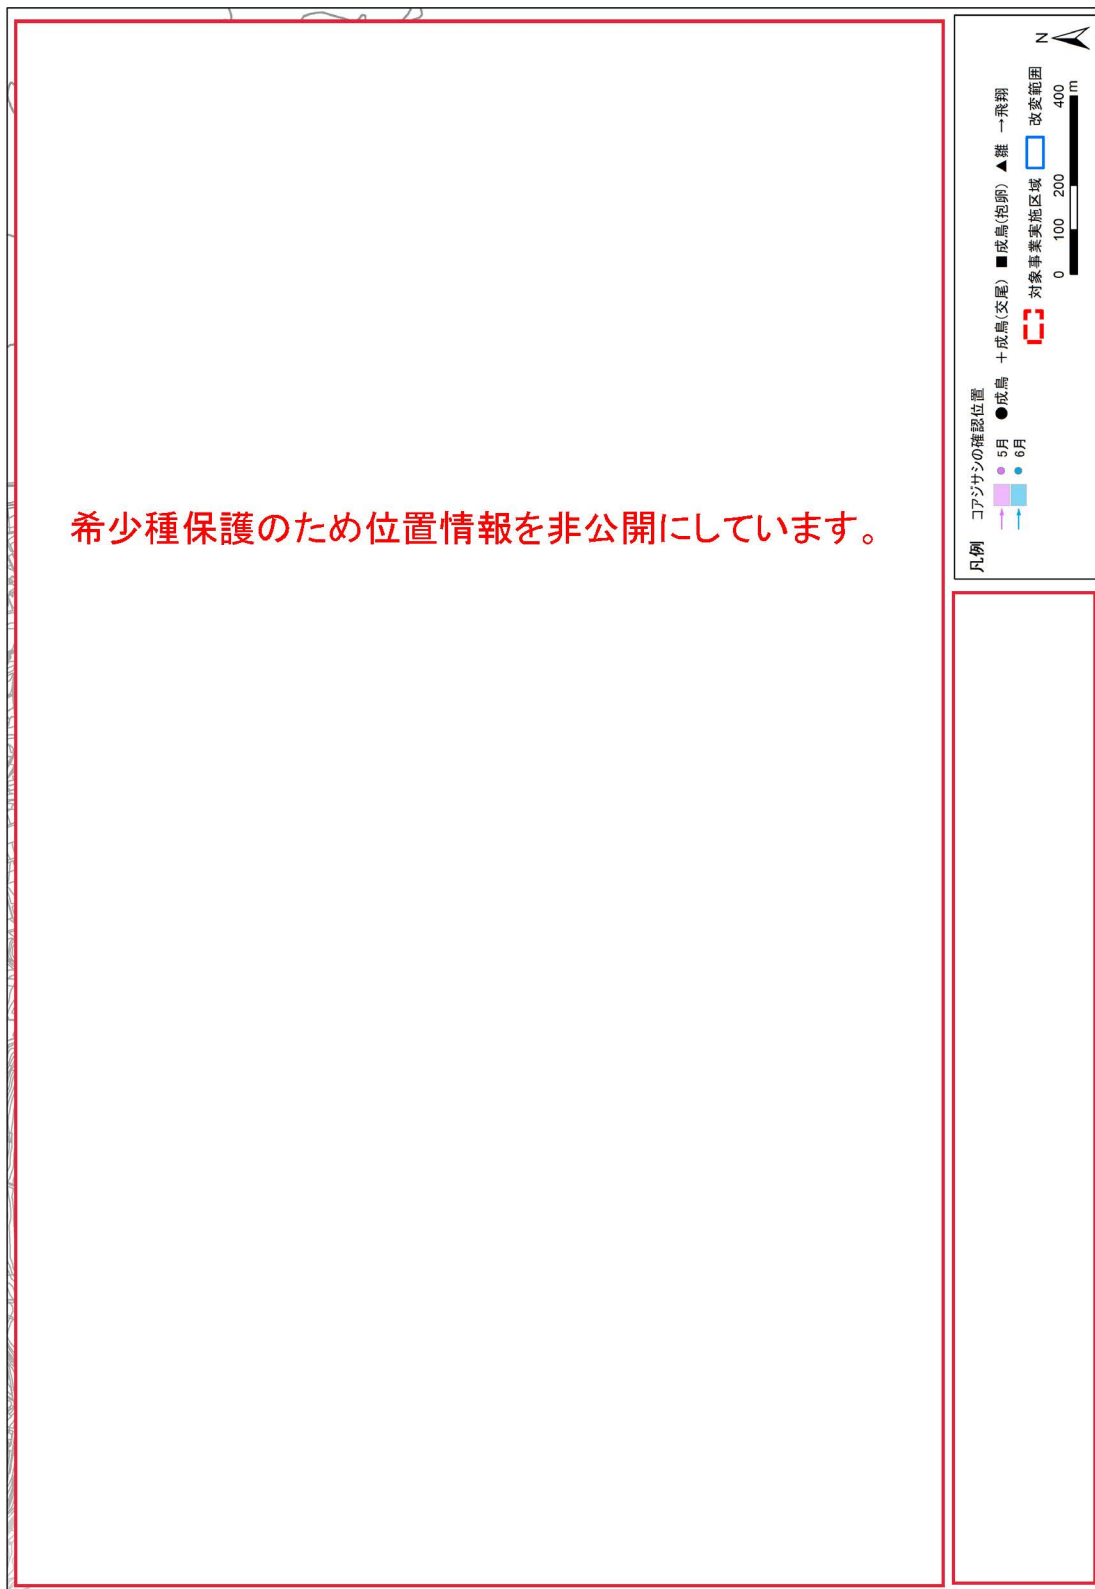 希少種保護のため位置情報を非公開にしています。
凡例
コアジサシの確認位置
5月
6月
●成鳥 +成鳥(交尾) ■成鳥(抱卵) ▲雛 →飛翔
対象事業実施区域 改変範囲
0 100 200 400
m
N